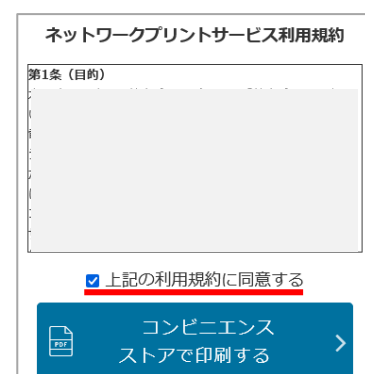 ネットワークプリントサービス利用規約
第1条（目的）
上記の利用規約に同意する
コンビニエンス
ストアで印刷する
PDF